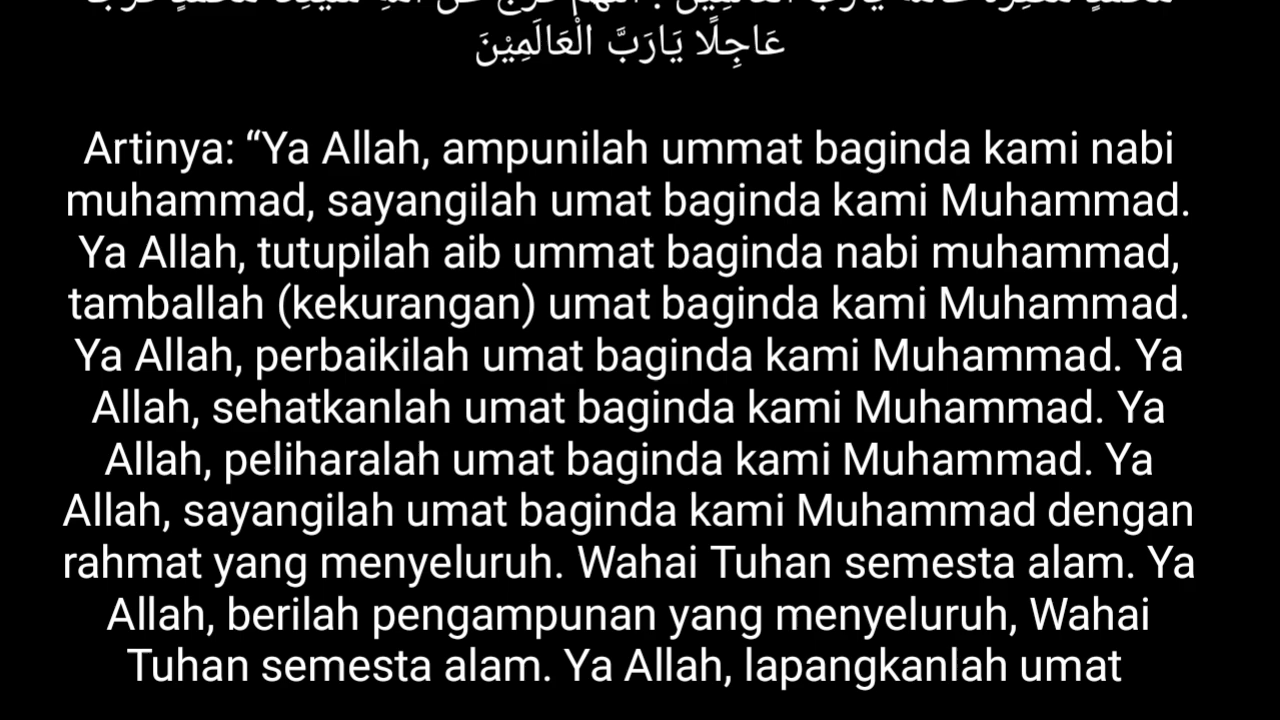 عَاجِلًا يَارَبَّ الْعَالَمِيْنَ
Artinya: “Ya Allah, ampunilah ummat baginda kami nabi
muhammad, sayangilah umat baginda kami Muhammad.
Ya Allah, tutupilah aib ummat baginda nabi muhammad,
tamballah (kekurangan) umat baginda kami Muhammad.
Ya Allah, perbaikilah umat baginda kami Muhammad. Ya
Allah, sehatkanlah umat baginda kami Muhammad. Ya
Allah, peliharalah umat baginda kami Muhammad. Ya
Allah, sayangilah umat baginda kami Muhammad dengan
rahmat yang menyeluruh. Wahai Tuhan semesta alam. Ya
Allah, berilah pengampunan yang menyeluruh, Wahai
Tuhan semesta alam. Ya Allah, lapangkanlah umat